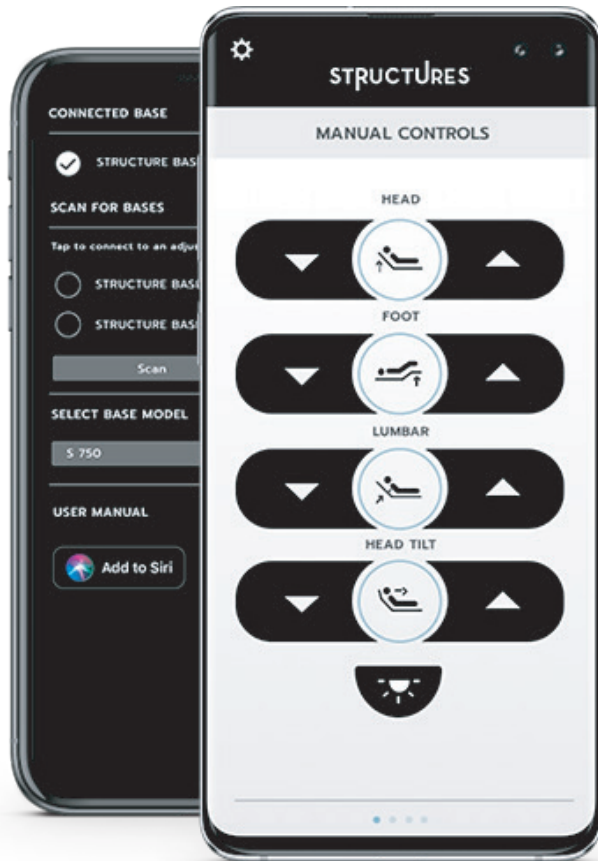 CONNECTED BASE
STRUCTURE BAS
SCAN FOR BASES
Tap to connect to an adju
STRUCTURE BASE
STRUCTURE BASE
Scan
SELECT BASE MODEL
S 750
USER MANUAL
Add to Siri
STRUCTURES
MANUAL CONTROLS
HEAD
FOOT
LUMBAR
HEAD TILT